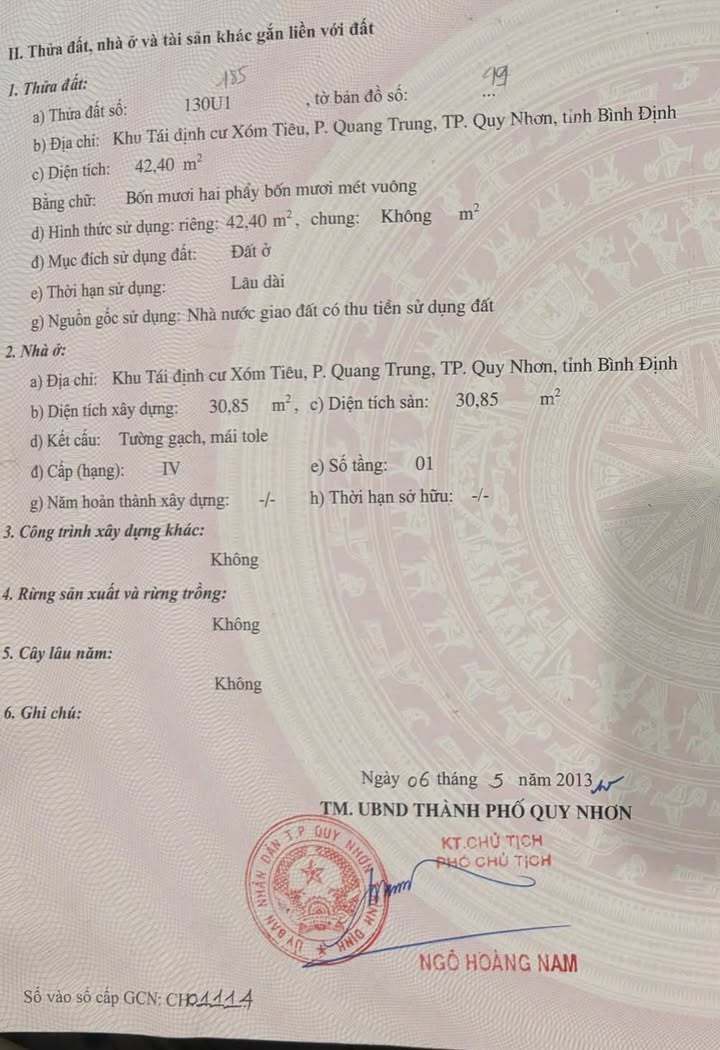 II. Thửa đất, nhà ở và tài sản khác gắn liền với đất
1. Thửa đất:
185
99
a) Thửa đất số: 130U1 , tờ bản đồ số: ...
b) Địa chỉ: Khu Tái định cư Xóm Tiêu, P. Quang Trung, TP. Quy Nhơn, tỉnh Bình Định
c) Diện tích: 42,40 m²
Bằng chữ: Bốn mươi hai phẩy bốn mươi mét vuông
d) Hình thức sử dụng: riêng: 42,40 m², chung: Không m²
đ) Mục đích sử dụng đất: Đất ở
e) Thời hạn sử dụng: Lâu dài
g) Nguồn gốc sử dụng: Nhà nước giao đất có thu tiền sử dụng đất
2. Nhà ở:
a) Địa chỉ: Khu Tái định cư Xóm Tiêu, P. Quang Trung, TP. Quy Nhơn, tỉnh Bình Định
b) Diện tích xây dựng: 30,85 m², c) Diện tích sàn: 30,85 m²
d) Kết cấu: Tường gạch, mái tole
đ) Cấp (hạng): IV e) Số tầng: 01
g) Năm hoàn thành xây dựng: -/- h) Thời hạn sở hữu: -/-
3. Công trình xây dựng khác:
Không
4. Rừng sản xuất và rừng trồng:
Không
5. Cây lâu năm:
Không
6. Ghi chú:
Ngày 06 tháng 5 năm 2013
TM. UBND THÀNH PHỐ QUY NHƠN
KT.CHỦ TỊCH
PHÓ CHỦ TỊCH
ỦY BAN NHÂN DÂN T.P QUY NHƠN
BÌNH ĐỊNH
NGÔ HOÀNG NAM
Số vào sổ cấp GCN: CH01114